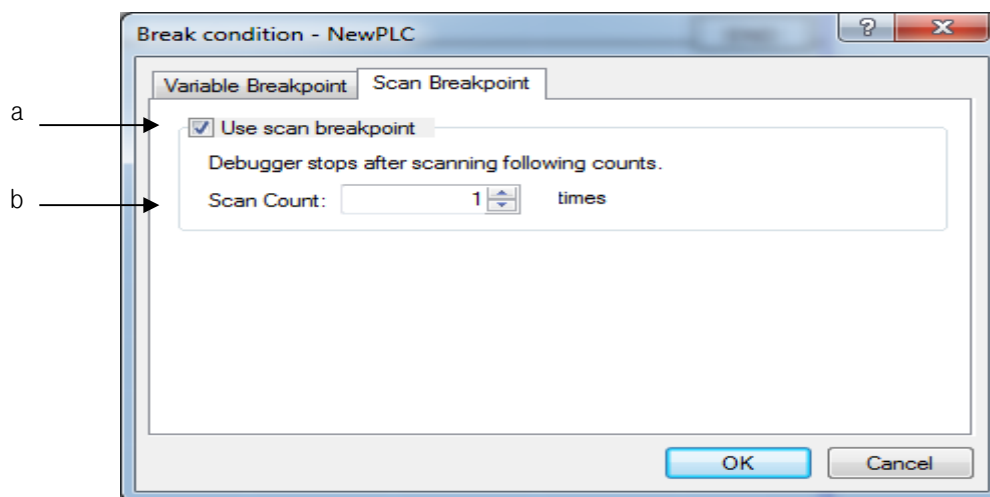 Break condition - NewPLC
Variable Breakpoint Scan Breakpoint
a
Use scan breakpoint
Debugger stops after scanning following counts.
b
Scan Count: 1 times
OK Cancel